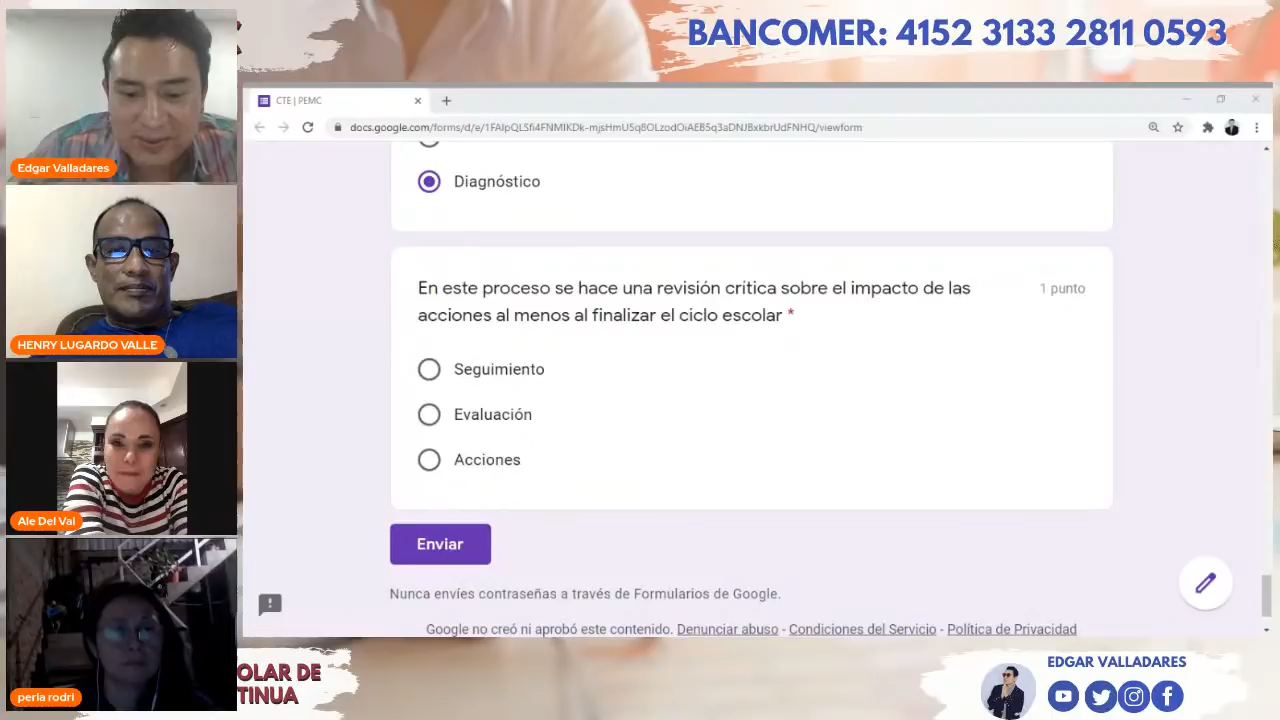 BANCOMER: 4152 3133 2811 0593
CTE | PEMC
docs.google.com/forms/d/e/1FAIpQLSfi4FNMIKDk-mjsHmU5q8OLzodOiAEB5q3aDNJBxkbrUdFNHQ/viewform
Diagnóstico
En este proceso se hace una revisión crítica sobre el impacto de las
acciones al menos al finalizar el ciclo escolar *
1 punto
Seguimiento
Evaluación
Acciones
Enviar
Nunca envíes contraseñas a través de Formularios de Google.
Google no creó ni aprobó este contenido. Denunciar abuso - Condiciones del Servicio - Política de Privacidad
Edgar Valladares
HENRY LUGARDO VALLE
Ale Del Val
perla rodri
OLAR DE
TINUA
EDGAR VALLADARES